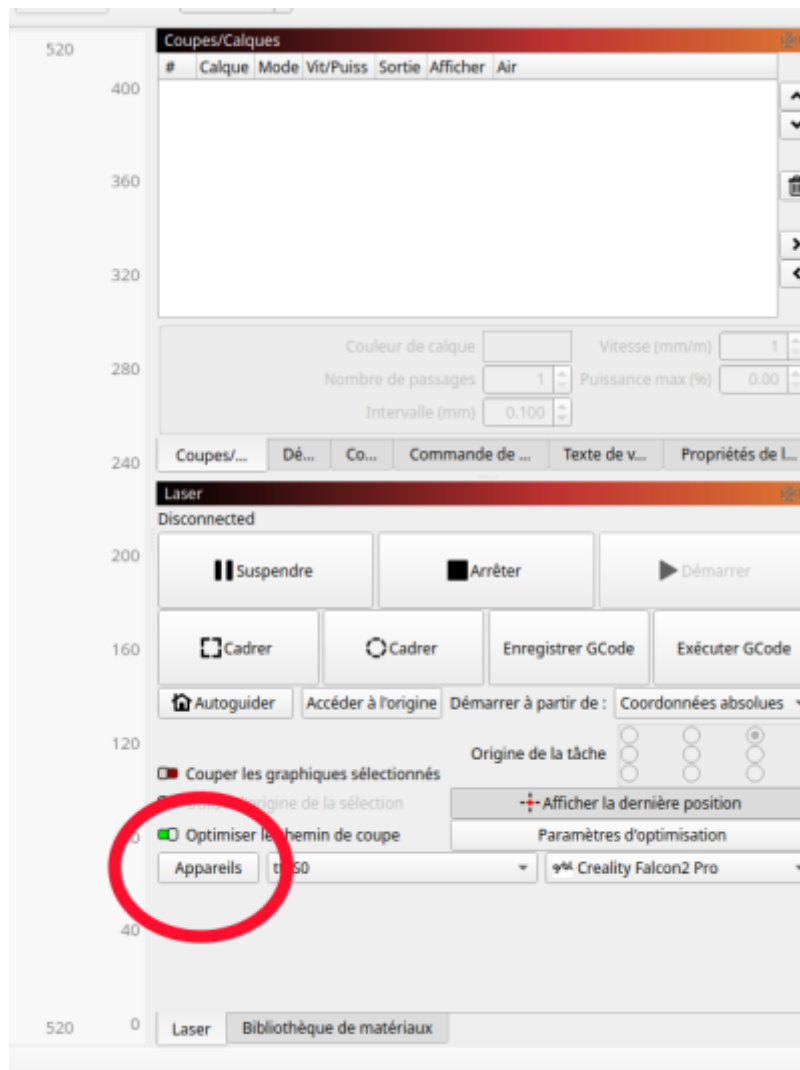 Coupes/Calques
# Calque Mode Vit/Puiss Sortie Afficher Air
520
400
360
320
280
240
200
160
120
40
520 0
Couleur de calque Vitesse (mm/m) 1
Nombre de passages 1 Puissance max (%) 0.00
Intervalle (mm) 0.100
Coupes/... Dé... Co... Commande de ... Texte de v... Propriétés de l...
Laser
Disconnected
Suspendre Arrêter Démarrer
Cadrer Cadrer Enregistrer GCode Exécuter GCode
Autoguider Accéder à l'origine Démarrer à partir de : Coordonnées absolues
Origine de la tâche
Couper les graphiques sélectionnés
origine de la sélection Afficher la dernière position
Optimiser le chemin de coupe Paramètres d'optimisation
Appareils Creality Falcon2 Pro
Laser Bibliothèque de matériaux